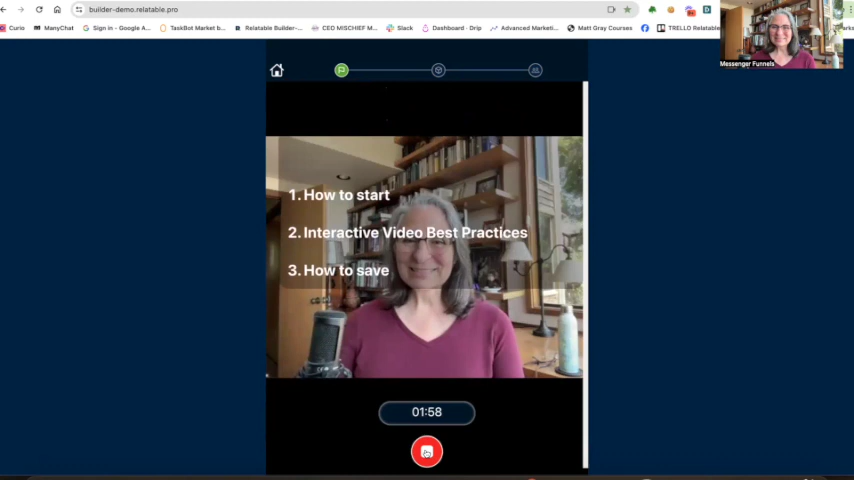 builder-demo.relatable.pro
Curio
ManyChat
Sign in - Google A...
TaskBot Market b...
Relatable Builder-...
CEO MISCHIEF M...
Slack
Dashboard · Drip
Advanced Marketi...
Matt Gray Courses
TRELLO Relatable
Messenger Funnels
1. How to start
2. Interactive Video Best Practices
3. How to save
01:58